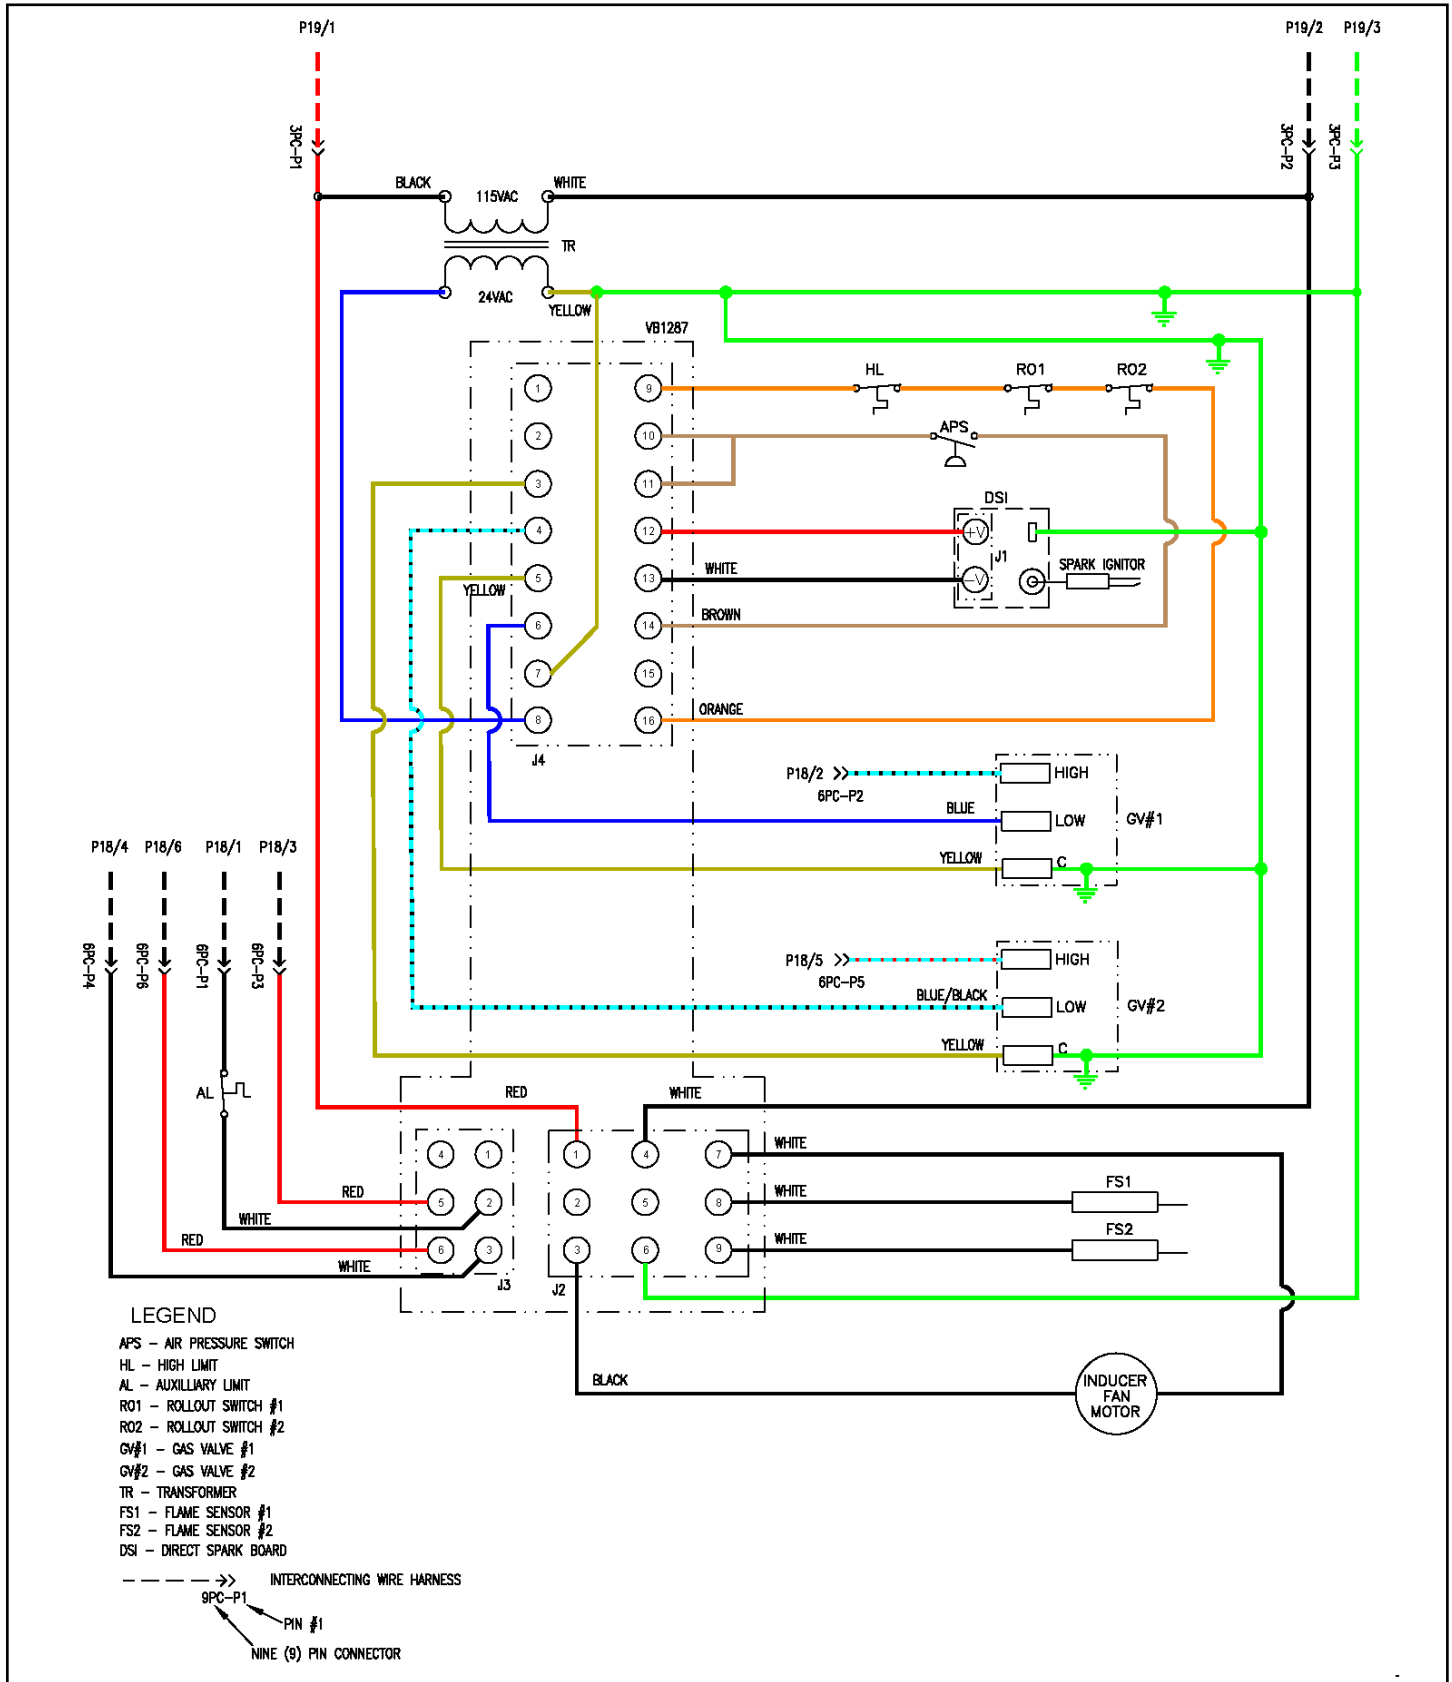 P19/1
P19/2
P19/3
3PC-P1
3PC-P2
3PC-P3
BLACK
115VAC
WHITE
TR
24VAC
YELLOW
VB1287
1
2
3
4
5
6
7
8
9
10
11
12
13
14
15
16
J4
HL
RO1
RO2
APS
DSI
+V
J1
-V
SPARK IGNITOR
WHITE
BROWN
YELLOW
ORANGE
P18/2
6PC-P2
HIGH
BLUE
LOW
GV#1
YELLOW
C
P18/4
P18/6
P18/1
P18/3
6PC-P4
6PC-P6
6PC-P1
6PC-P3
P18/5
6PC-P5
HIGH
BLUE/BLACK
LOW
GV#2
YELLOW
C
AL
RED
WHITE
4
1
5
2
6
3
J3
1
4
7
2
5
8
3
6
9
J2
WHITE
WHITE
WHITE
FS1
FS2
RED
WHITE
RED
WHITE
BLACK
INDUCER
FAN
MOTOR
LEGEND
APS - AIR PRESSURE SWITCH
HL - HIGH LIMIT
AL - AUXILLIARY LIMIT
RO1 - ROLLOUT SWITCH #1
RO2 - ROLLOUT SWITCH #2
GV#1 - GAS VALVE #1
GV#2 - GAS VALVE #2
TR - TRANSFORMER
FS1 - FLAME SENSOR #1
FS2 - FLAME SENSOR #2
DSI - DIRECT SPARK BOARD
INTERCONNECTING WIRE HARNESS
9PC-P1
PIN #1
NINE (9) PIN CONNECTOR